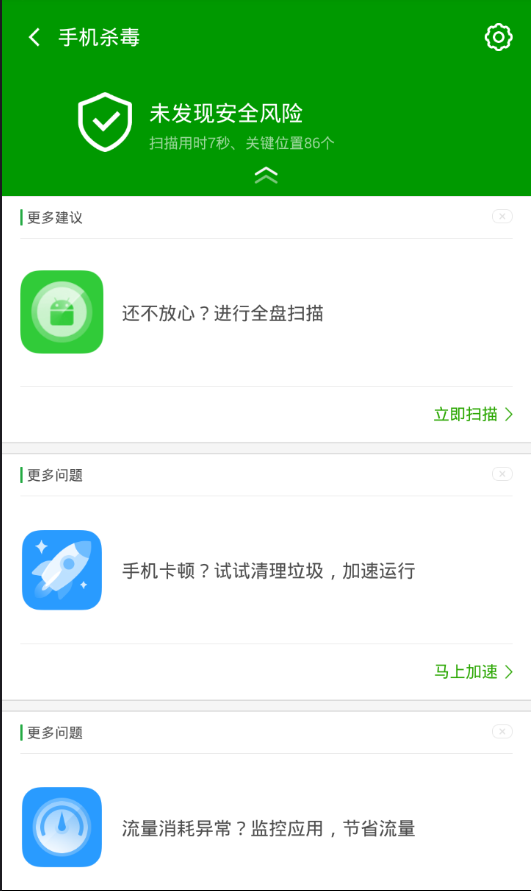 手机杀毒
未发现安全风险
扫描用时7秒、关键位置86个
更多建议
还不放心？进行全盘扫描
立即扫描
更多问题
手机卡顿？试试清理垃圾，加速运行
马上加速
更多问题
流量消耗异常？监控应用，节省流量